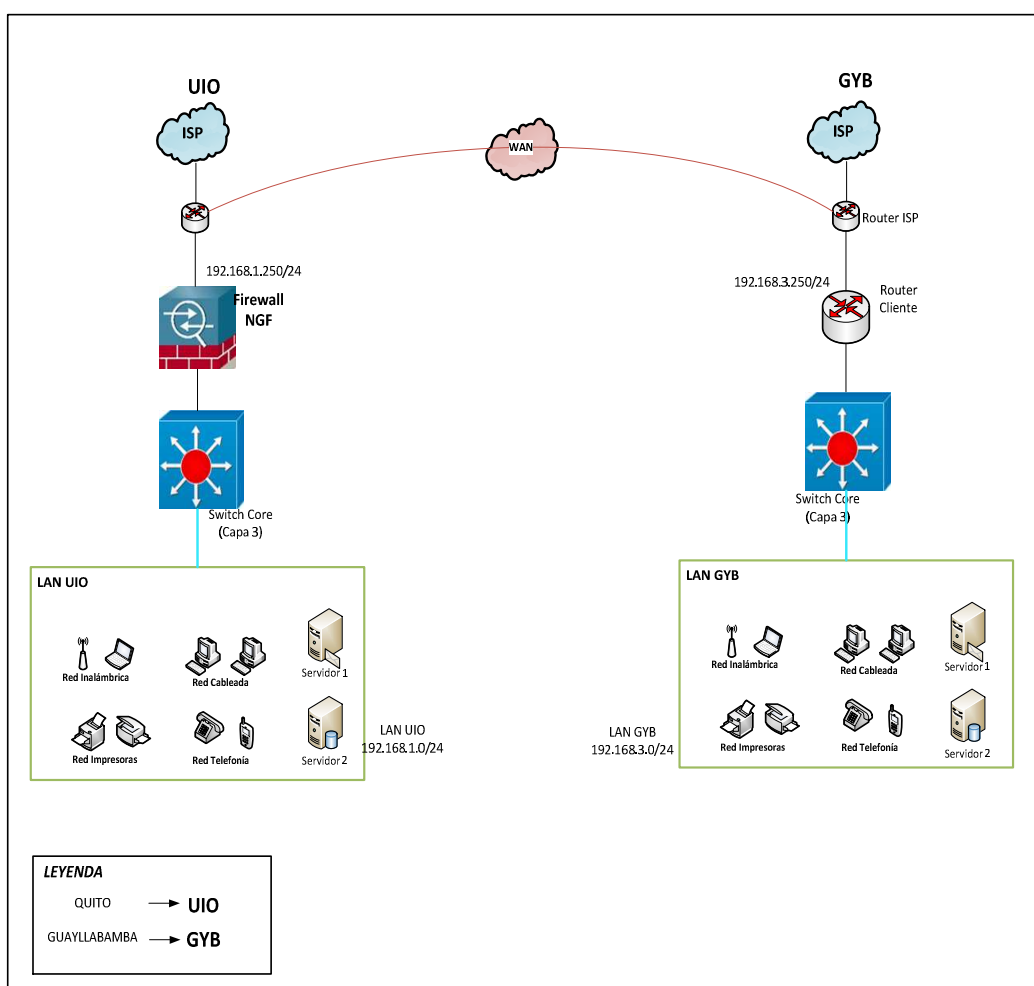 UIO
ISP
GYB
ISP
WAN
Router ISP
192.168.1.250/24
Firewall
NGF
192.168.3.250/24
Router
Cliente
Switch Core
(Capa 3)
Switch Core
(Capa 3)
LAN UIO
Red Inalámbrica
Red Cableada
Servidor 1
Red Impresoras
Red Telefonía
Servidor 2
LAN UIO
192.168.1.0/24
LAN GYB
192.168.3.0/24
LAN GYB
Red Inalámbrica
Red Cableada
Servidor 1
Red Impresoras
Red Telefonía
Servidor 2
LEYENDA
QUITO UIO
GUAYLLABAMBA GYB